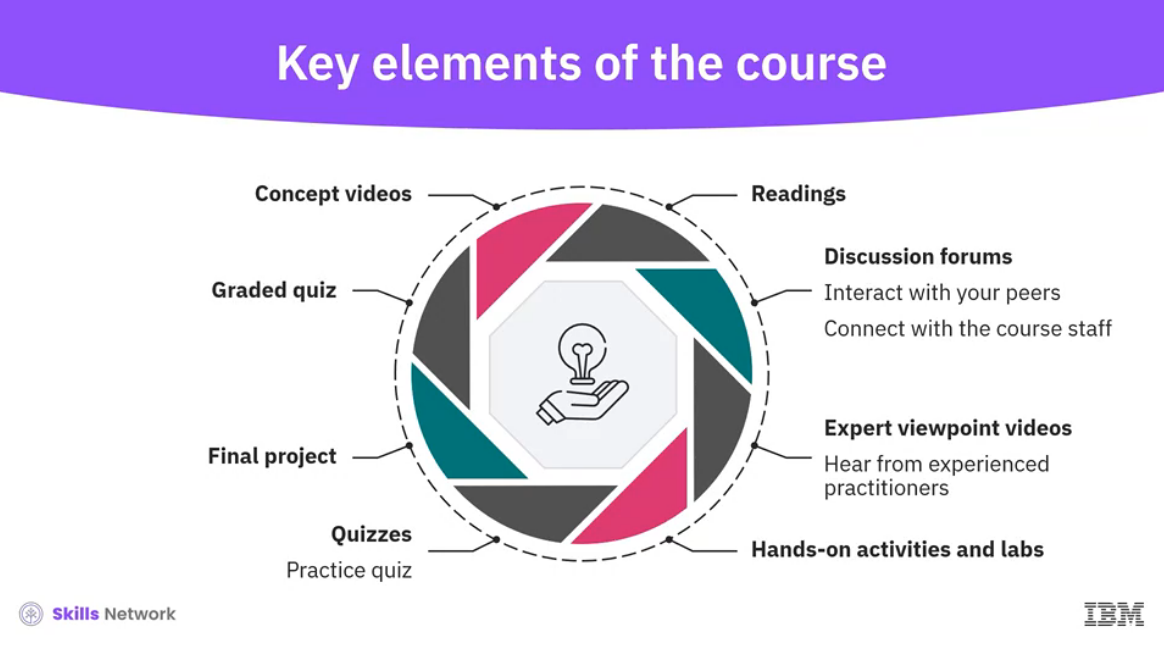 Key elements of the course
Concept videos
Readings
Graded quiz
Discussion forums
Interact with your peers
Connect with the course staff
Final project
Expert viewpoint videos
Hear from experienced
practitioners
Quizzes
Practice quiz
Hands-on activities and labs
Skills Network
IBM